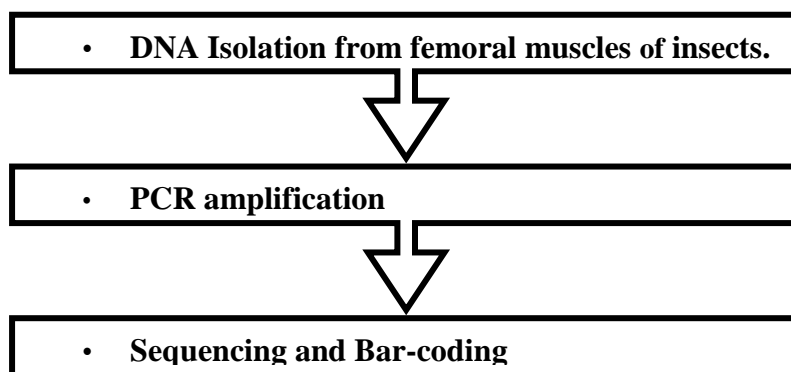 • DNA Isolation from femoral muscles of insects.
• PCR amplification
• Sequencing and Bar-coding